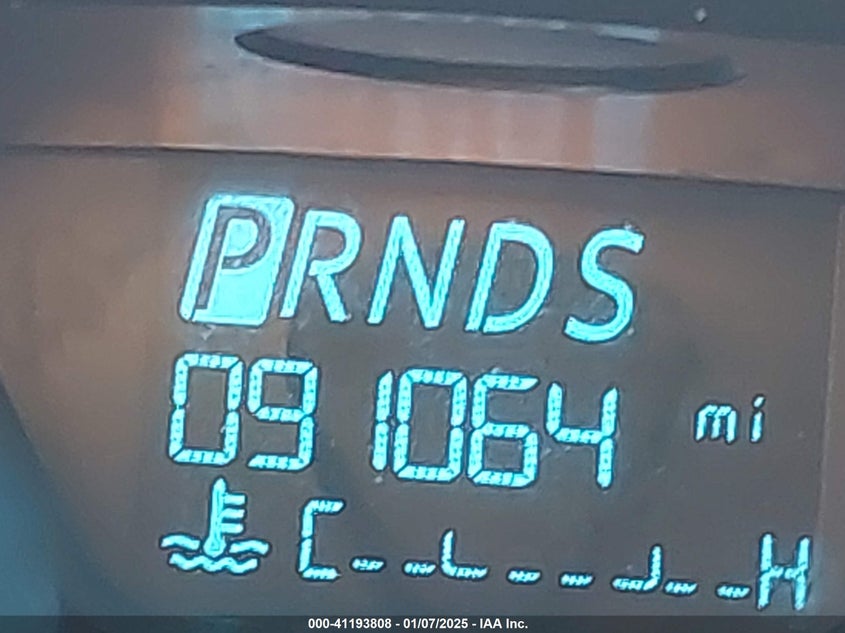 PRNDS
091064 mi
C H
000-41193808 - 01/07/2025 - IAA Inc.